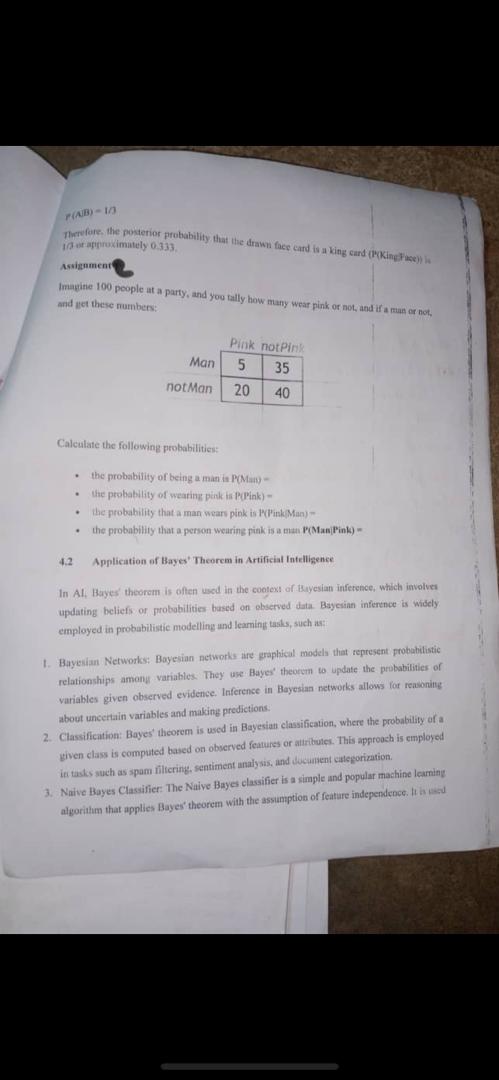 P(A|B) = 1/3
Therefore, the posterior probability that the drawn face card is a king card (P(King|Face)) is
1/3 or approximately 0.333.
Assignment
Imagine 100 people at a party, and you tally how many wear pink or not, and if a man or not,
and get these numbers:
Pink notPink
Man 5 35
notMan 20 40
Calculate the following probabilities:
• the probability of being a man is P(Man) =
• the probability of wearing pink is P(Pink) =
• the probability that a man wears pink is P(Pink|Man) =
• the probability that a person wearing pink is a man P(Man|Pink) =
4.2 Application of Bayes' Theorem in Artificial Intelligence
In AI, Bayes' theorem is often used in the context of Bayesian inference, which involves
updating beliefs or probabilities based on observed data. Bayesian inference is widely
employed in probabilistic modelling and learning tasks, such as:
1. Bayesian Networks: Bayesian networks are graphical models that represent probabilistic
relationships among variables. They use Bayes' theorem to update the probabilities of
variables given observed evidence. Inference in Bayesian networks allows for reasoning
about uncertain variables and making predictions.
2. Classification: Bayes' theorem is used in Bayesian classification, where the probability of a
given class is computed based on observed features or attributes. This approach is employed
in tasks such as spam filtering, sentiment analysis, and document categorization.
3. Naive Bayes Classifier: The Naive Bayes classifier is a simple and popular machine learning
algorithm that applies Bayes' theorem with the assumption of feature independence. It is used